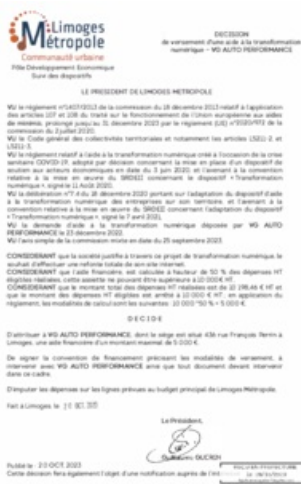 Limoges
Métropole
Communauté urbaine
Pôle Développement Economique
Suivi des dispositifs
DECISION
de versement d'une aide à la transformation
numérique – VG AUTO PERFORMANCE
LE PRESIDENT DE LIMOGES METROPOLE
VU le règlement n°1407/2013 de la commission du 18 décembre 2013 relatif à l'application
des articles 107 et 108 du traité sur le fonctionnement de l'Union européenne aux aides
de minimis, prolongé jusqu'au 31 décembre 2023 par le règlement (UE) n°2020/972 de la
commission du 2 juillet 2020,
VU le Code général des collectivités territoriales et notamment les articles L5211-2, et
L5211-3,
VU le règlement relatif à l'aide à la transformation numérique créé à l'occasion de la crise
sanitaire COVID-19, adopté par décision concernant la mise en place d'un dispositif de
soutien aux acteurs économiques en date du 3 juin 2020, et l'avenant à la convention
relative à la mise en œuvre du SRDEII concernant le dispositif « Transformation
numérique », signé le 11 Août 2020,
VU la délibération n° du 18 décembre 2020 portant sur l'adaptation du dispositif d'aide
à la transformation numérique des entreprises sur son territoire, et l'avenant à la
convention relative à la mise en œuvre du SRDEII concernant l'adaptation du dispositif
« Transformation numérique », signé le 7 avril 2021,
VU la demande d'aide à la transformation numérique déposée par VG AUTO
PERFORMANCE le 23 décembre 2022,
VU l'avis simple de la commission mixte en date du 25 septembre 2023,
CONSIDERANT que la société justifie à travers ce projet de transformation numérique, le
souhait d'effectuer une refonte totale de son site internet,
CONSIDERANT que l'aide financière, est calculée à hauteur de 50 % des dépenses HT
éligibles réalisées, cette assiette ne pouvant être supérieure à 10 000€ HT,
CONSIDERANT que le montant total des dépenses HT réalisées est de 10 198,46 € HT et
que le montant des dépenses HT éligibles est arrêté à 10 000 € HT, en application du
règlement, les modalités de calcul sont les suivantes : 10 000 *50 % = 5 000 €,
DECIDE
D'attribuer à VG AUTO PERFORMANCE, dont le siège est situé 436 rue François Perrin à
Limoges, une aide financière d'un montant maximal de 5 000 €.
De signer la convention de financement précisant les modalités de versement, à
intervenir avec VG AUTO PERFORMANCE ainsi que tout document devant intervenir
dans ce cadre.
D'imputer les dépenses sur les lignes prévues au budget principal de Limoges Métropole.
Fait à Limoges, le OCT. 2023
Le Président,
Guillaume GUERIN
Publié le : 20 OCT. 2023
Cette décision fera également l'objet d'une notification auprès de